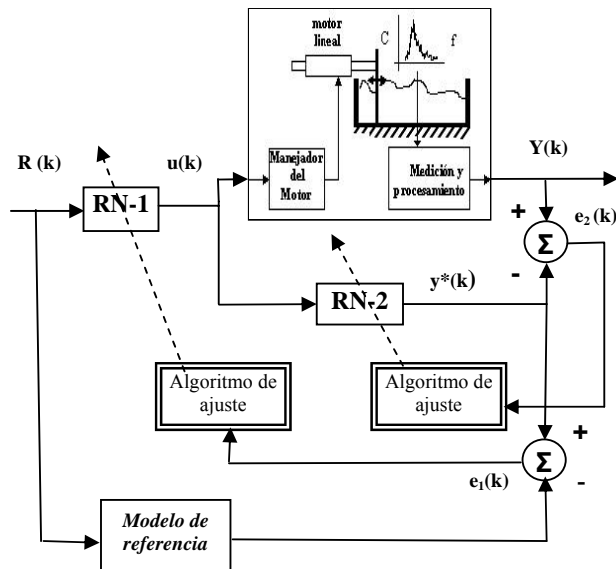 motor
lineal
C
f
R (k)
u(k)
Y(k)
Manejador
del
Motor
Medición y
procesamiento
RN-1
+
e₂(k)
Σ
-
RN-2
y*(k)
Algoritmo de
ajuste
Algoritmo de
ajuste
+
Σ
e₁(k)
-
Modelo de
referencia